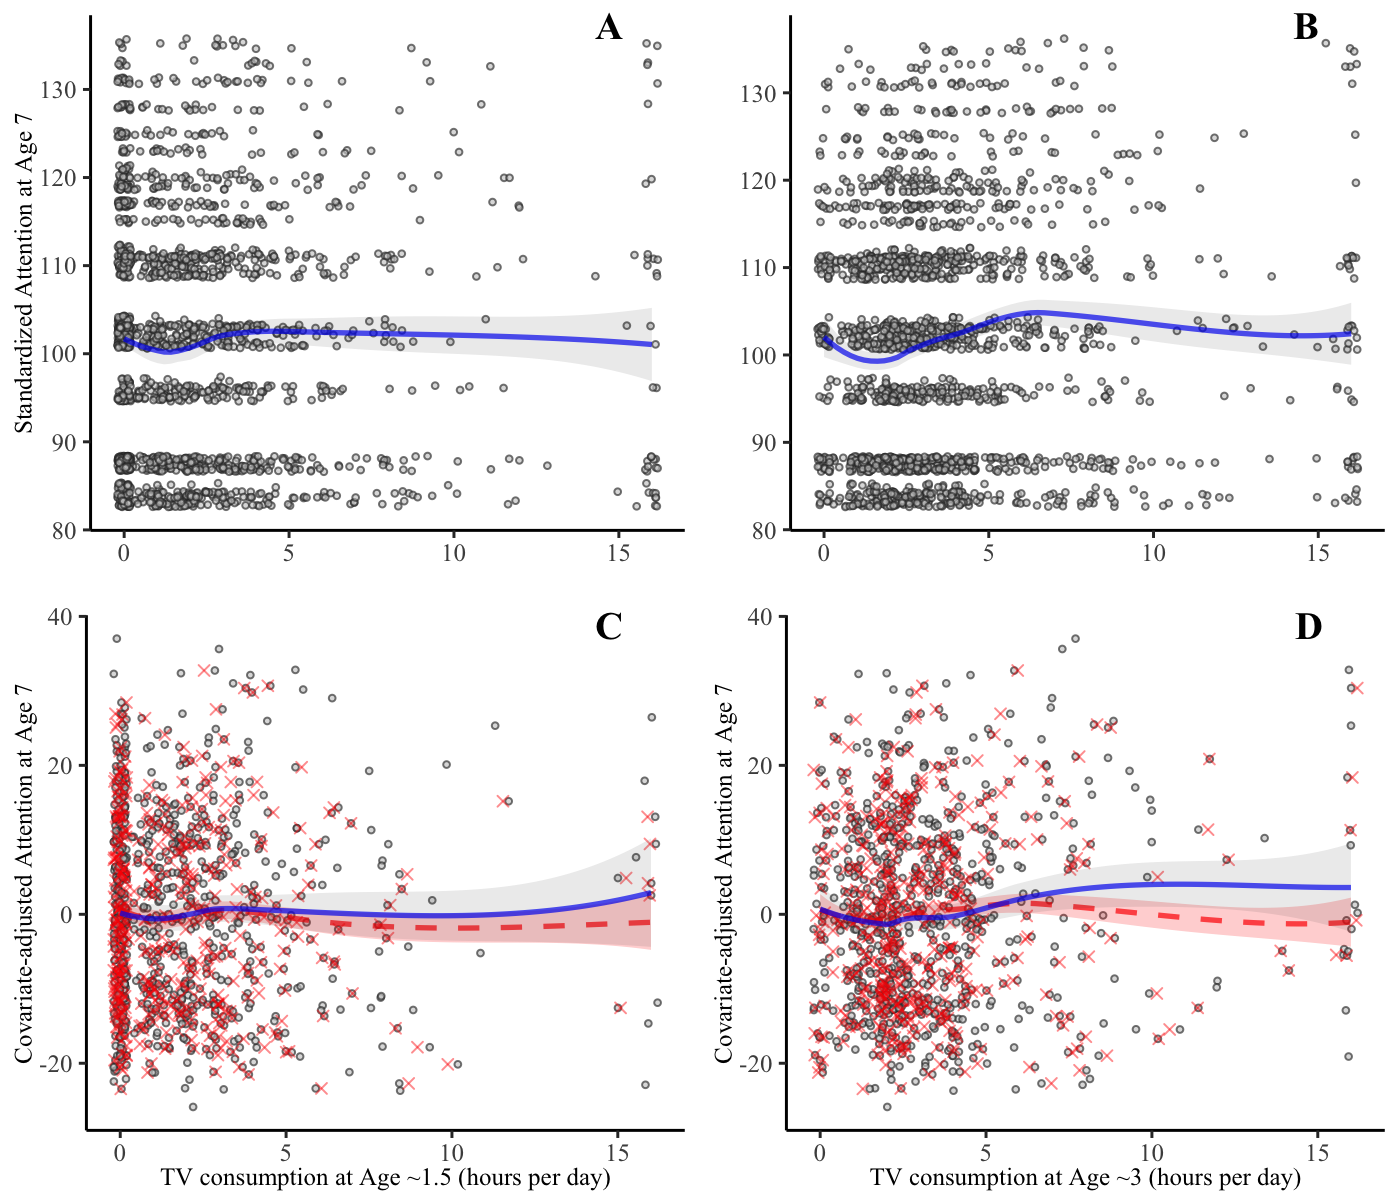 A
B
Standardized Attention at Age 7
130
120
110
100
90
80
0 5 10 15
130
120
110
100
90
80
0 5 10 15
C
D
Covariate-adjusted Attention at Age 7
40
20
0
-20
0 5 10 15
TV consumption at Age ~1.5 (hours per day)
Covariate-adjusted Attention at Age 7
40
20
0
-20
0 5 10 15
TV consumption at Age ~3 (hours per day)